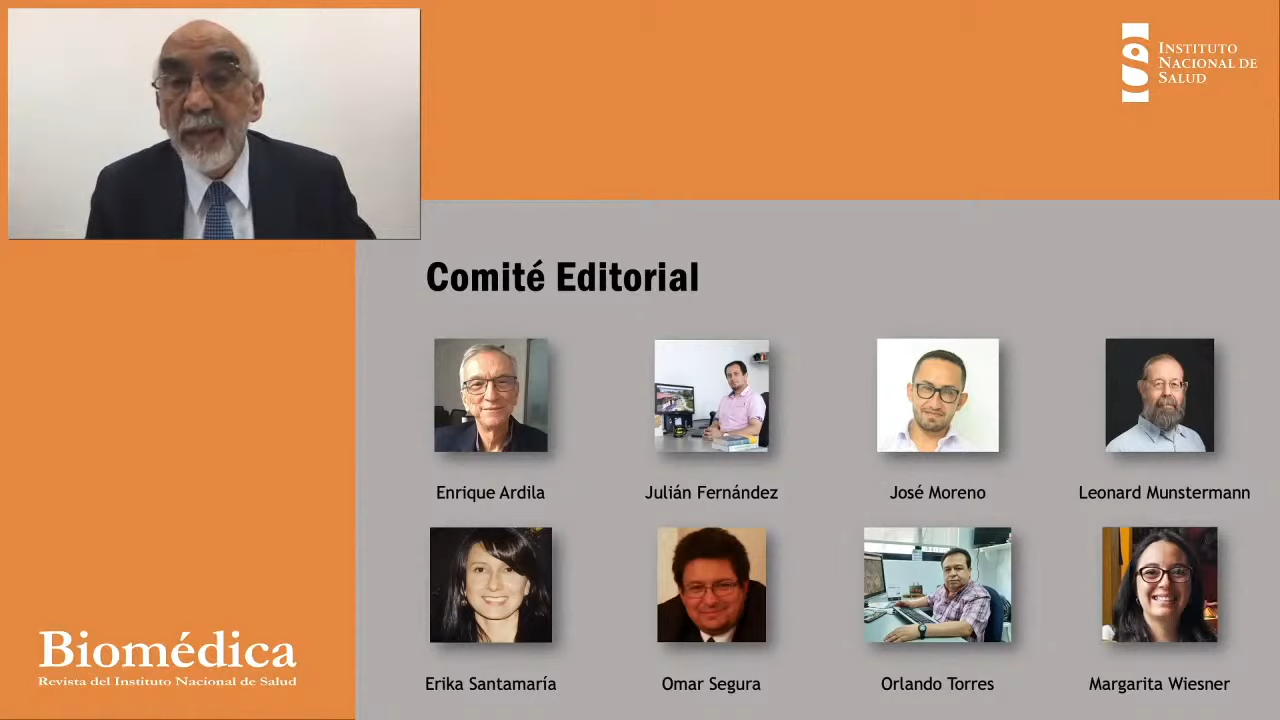 INSTITUTO
NACIONAL DE
SALUD
Comité Editorial
Enrique Ardila
Julián Fernández
José Moreno
Leonard Munstermann
Erika Santamaría
Omar Segura
Orlando Torres
Margarita Wiesner
Biomédica
Revista del Instituto Nacional de Salud